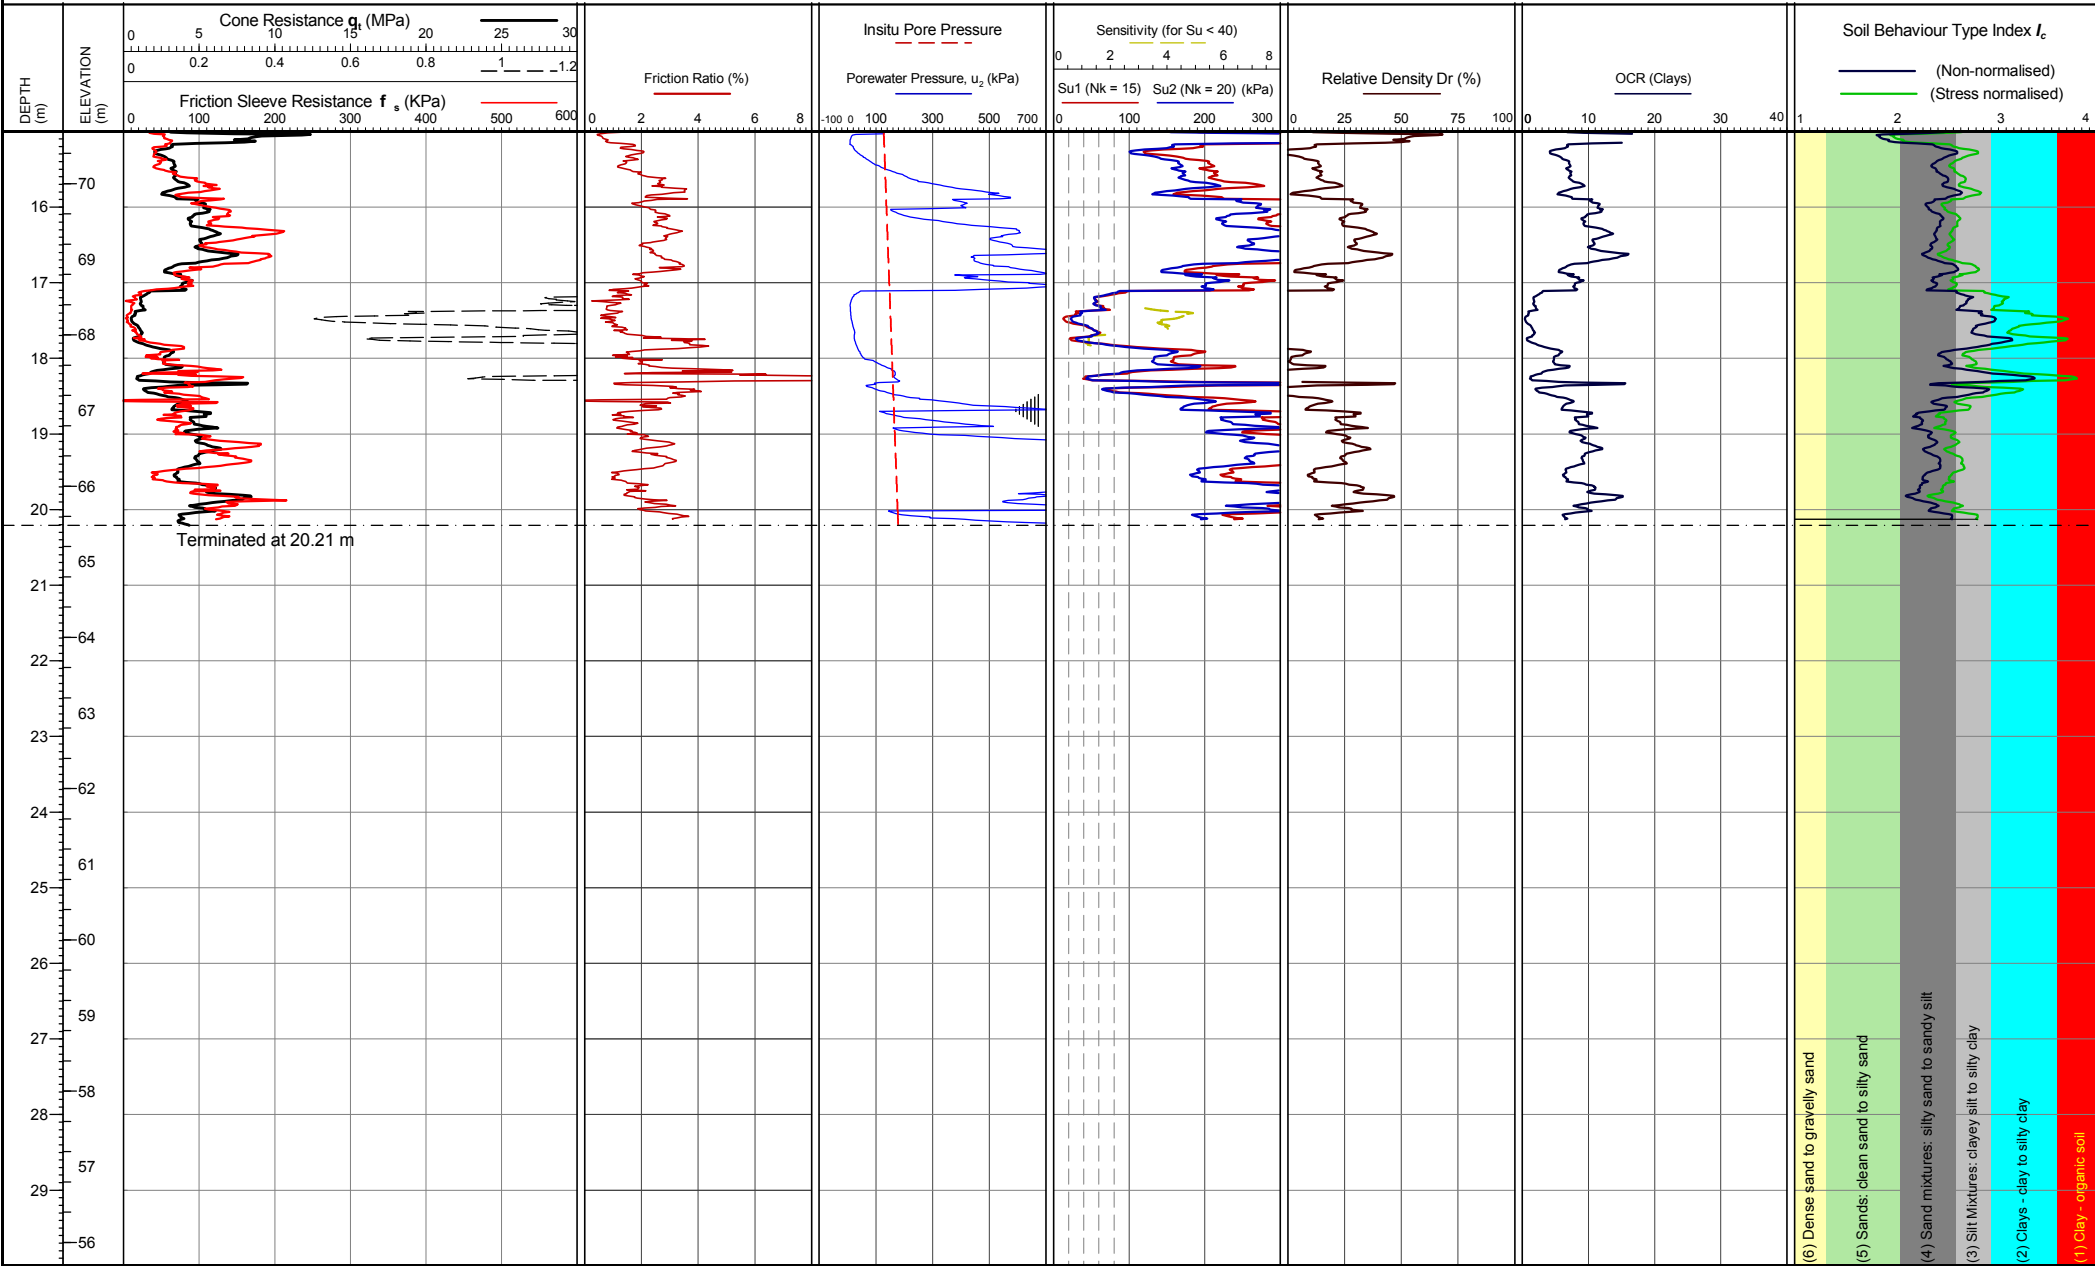 DEPTH (m)
ELEVATION (m)
Cone Resistance qt (MPa)
0 5 10 15 20 25 30
0 0.2 0.4 0.6 0.8 1 1.2
Friction Sleeve Resistance f s (KPa)
0 100 200 300 400 500 600
Friction Ratio (%)
0 2 4 6 8
Insitu Pore Pressure
Porewater Pressure, u2 (kPa)
-100 0 100 300 500 700
Sensitivity (for Su < 40)
0 2 4 6 8
Su1 (Nk = 15) Su2 (Nk = 20) (kPa)
0 100 200 300
Relative Density Dr (%)
0 25 50 75 100
OCR (Clays)
0 10 20 30 40
Soil Behaviour Type Index Ic
(Non-normalised)
(Stress normalised)
1 2 3 4
70
16
69
17
68
18
67
19
66
20
Terminated at 20.21 m
65
21
64
22
63
23
62
24
61
25
60
26
59
27
58
28
57
29
56
(6) Dense sand to gravelly sand
(5) Sands: clean sand to silty sand
(4) Sand mixtures: silty sand to sandy silt
(3) Silt Mixtures: clayey silt to silty clay
(2) Clays - clay to silty clay
(1) Clay - organic soil